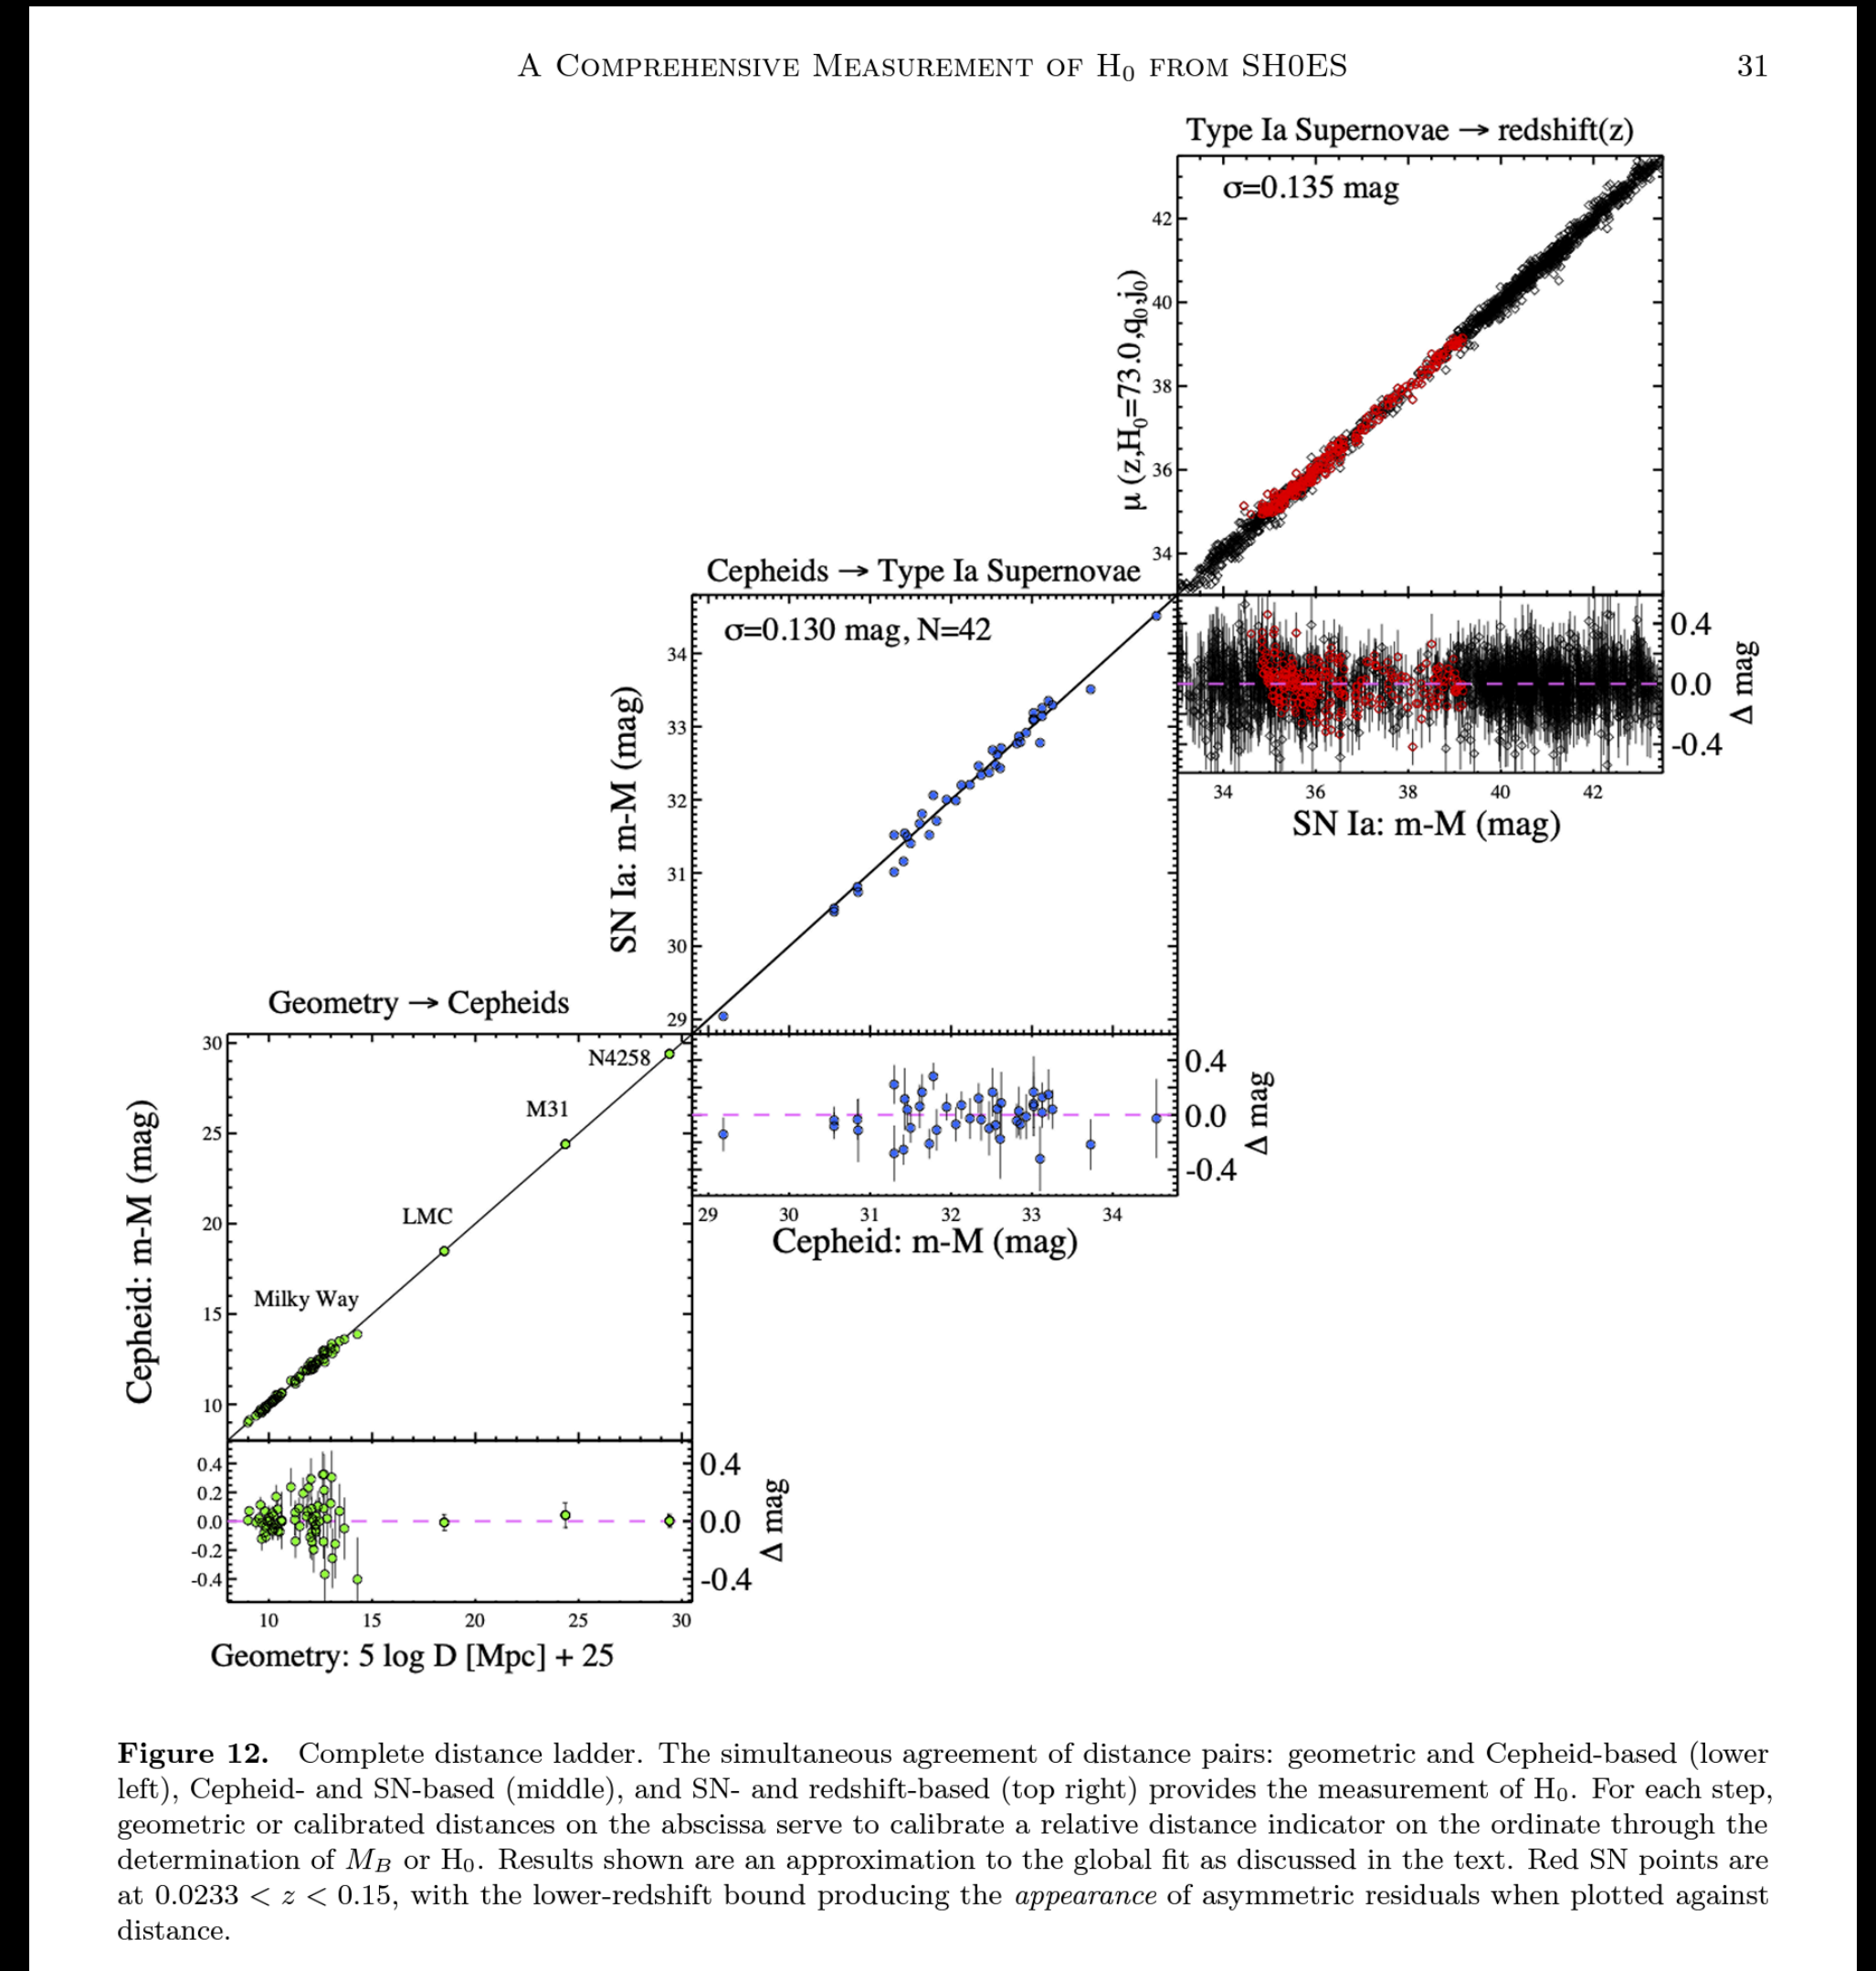 A Comprehensive Measurement of H0 from SH0ES
31
Type Ia Supernovae → redshift(z)
σ=0.135 mag
42
40
38
36
34
μ (z,H0=73.0,q0,j0)
0.4
0.0
-0.4
Δ mag
34 36 38 40 42
SN Ia: m-M (mag)
Cepheids → Type Ia Supernovae
σ=0.130 mag, N=42
34
33
32
31
30
29
SN Ia: m-M (mag)
0.4
0.0
-0.4
Δ mag
29 30 31 32 33 34
Cepheid: m-M (mag)
Geometry → Cepheids
30
25
20
15
10
Cepheid: m-M (mag)
N4258
M31
LMC
Milky Way
0.4
0.2
0.0
-0.2
-0.4
0.4
0.0
-0.4
Δ mag
10 15 20 25 30
Geometry: 5 log D [Mpc] + 25
Figure 12. Complete distance ladder. The simultaneous agreement of distance pairs: geometric and Cepheid-based (lower
left), Cepheid- and SN-based (middle), and SN- and redshift-based (top right) provides the measurement of H0. For each step,
geometric or calibrated distances on the abscissa serve to calibrate a relative distance indicator on the ordinate through the
determination of MB or H0. Results shown are an approximation to the global fit as discussed in the text. Red SN points are
at 0.0233 < z < 0.15, with the lower-redshift bound producing the appearance of asymmetric residuals when plotted against
distance.